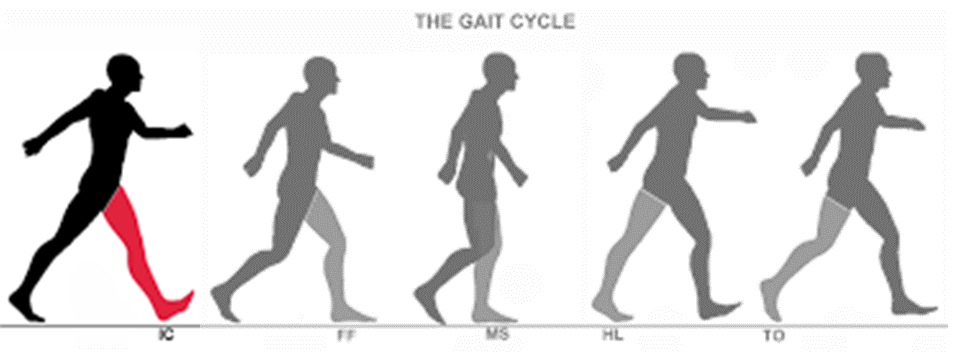 THE GAIT CYCLE
IC FF MS HL TO